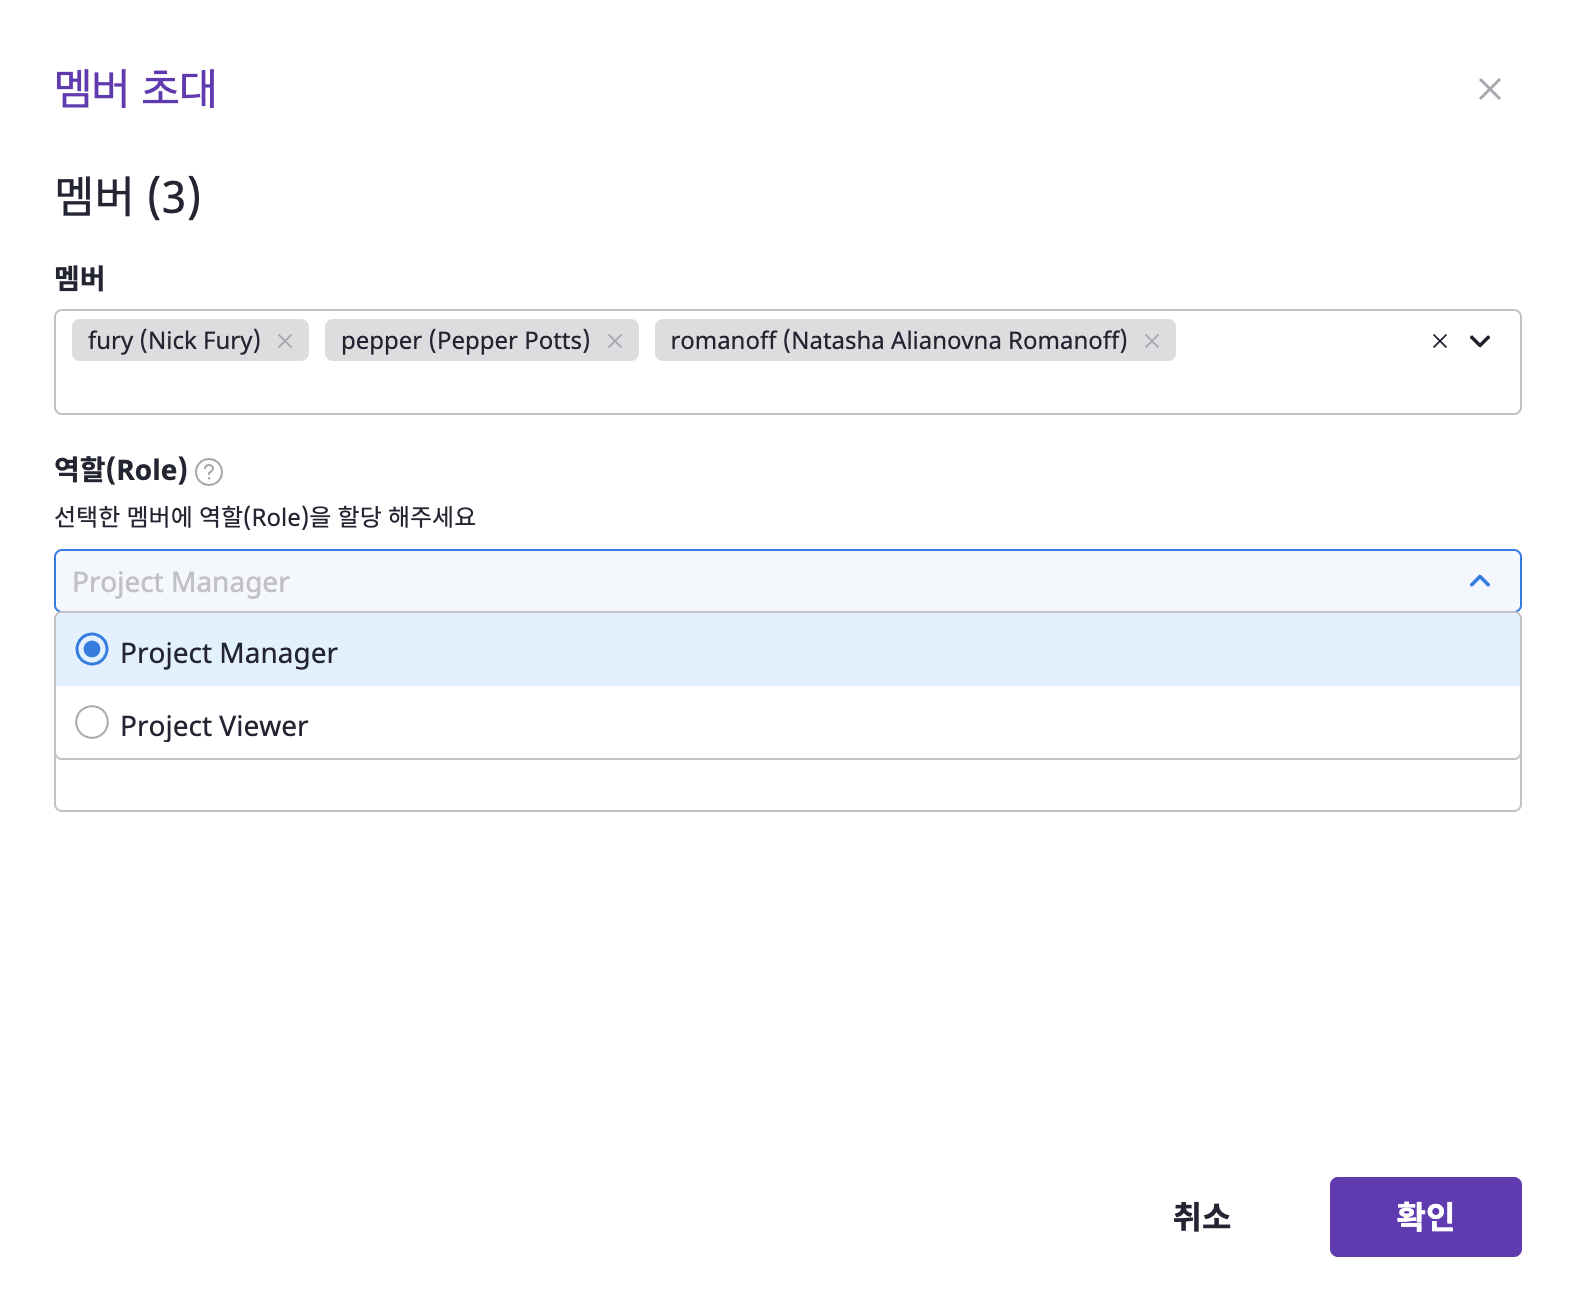 멤버 초대
멤버 (3)
멤버
fury (Nick Fury) pepper (Pepper Potts) romanoff (Natasha Alianovna Romanoff)
역할(Role) ?
선택한 멤버에 역할(Role)을 할당 해주세요
Project Manager
Project Manager
Project Viewer
취소 확인